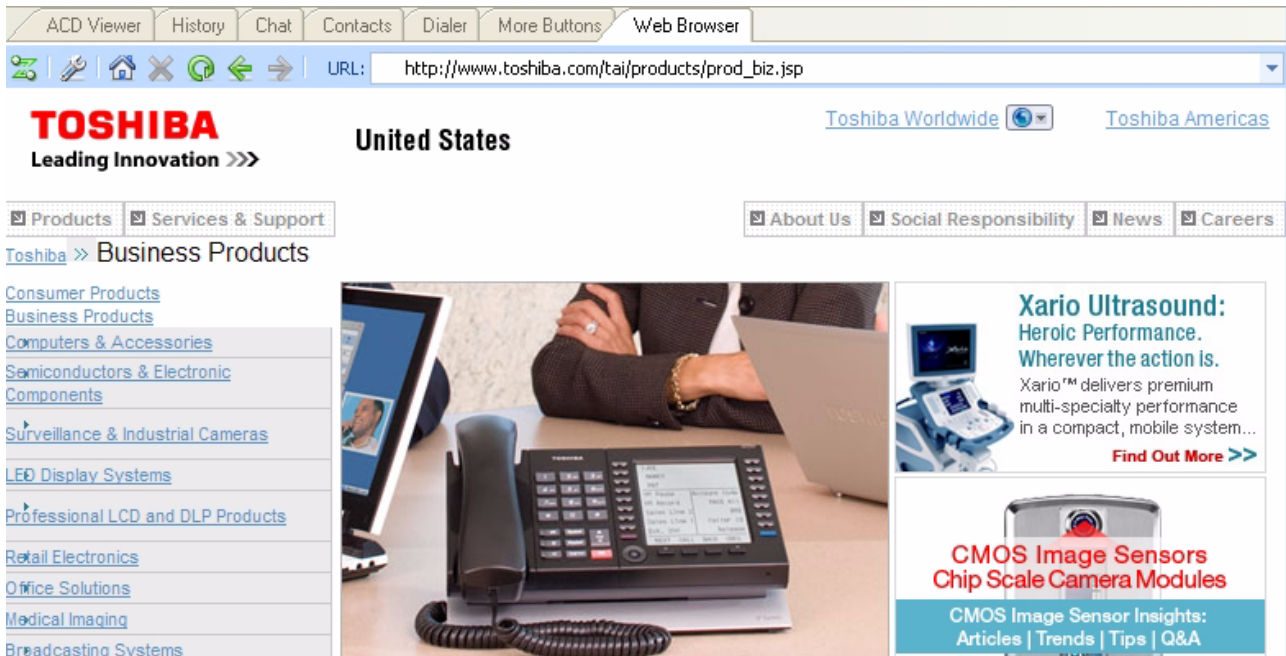 ACD Viewer History Chat Contacts Dialer More Buttons Web Browser
URL: http://www.toshiba.com/tai/products/prod_biz.jsp
TOSHIBA
Leading Innovation >>>
United States
Toshiba Worldwide Toshiba Americas
Products Services & Support About Us Social Responsibility News Careers
Toshiba >> Business Products
Consumer Products
Business Products
Computers & Accessories
Semiconductors & Electronic
Components
Surveillance & Industrial Cameras
LED Display Systems
Professional LCD and DLP Products
Retail Electronics
Office Solutions
Medical Imaging
Broadcasting Systems
TOSHIBA
Xario Ultrasound:
Heroic Performance.
Wherever the action is.
Xario™ delivers premium
multi-specialty performance
in a compact, mobile system...
Find Out More >>
CMOS Image Sensors
Chip Scale Camera Modules
CMOS Image Sensor Insights:
Articles | Trends | Tips | Q&A